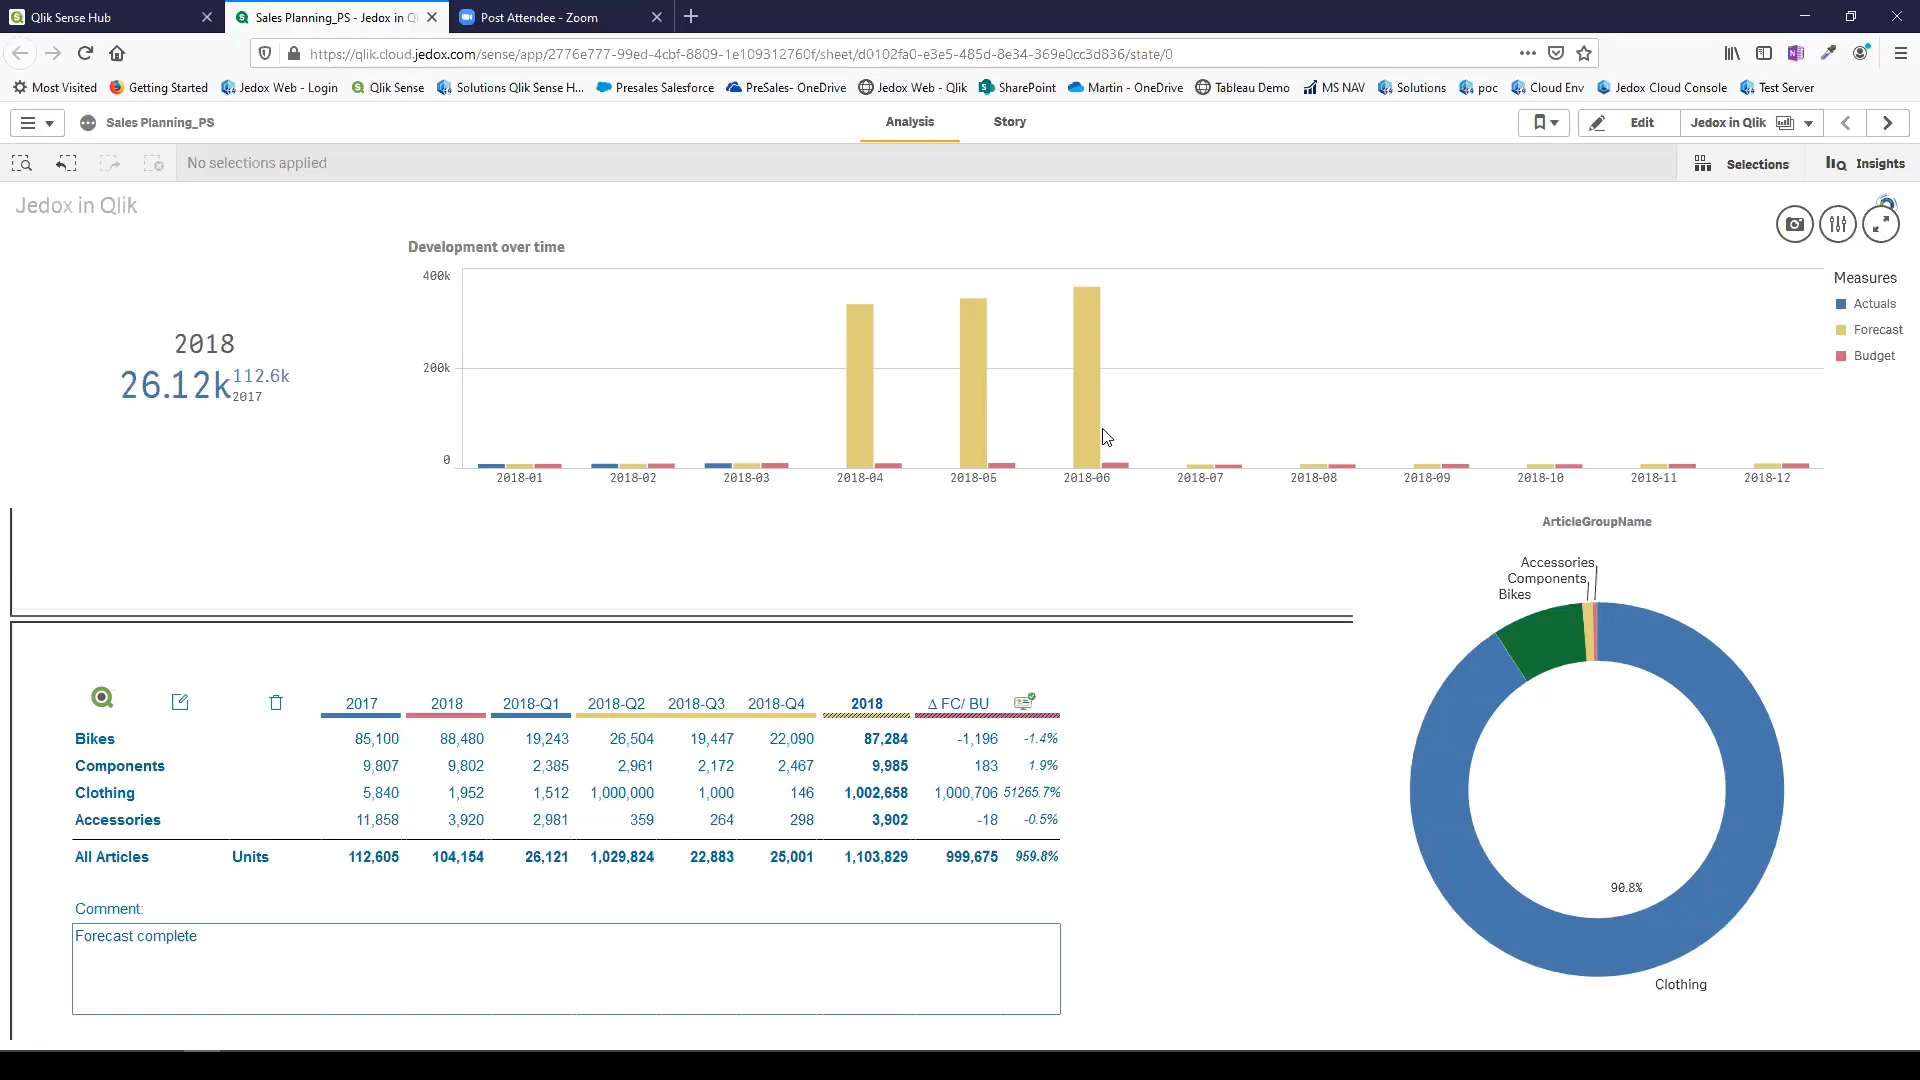 Qlik Sense Hub
Sales Planning_PS - Jedox in Q
Post Attendee - Zoom
https://qlik.cloud.jedox.com/sense/app/2776e777-99ed-4cbf-8809-1e109312760f/sheet/d0102fa0-e3e5-485d-8e34-369e0cc3d836/state/0
Most Visited Getting Started Jedox Web - Login Qlik Sense Solutions Qlik Sense H... Presales Salesforce PreSales- OneDrive Jedox Web - Qlik SharePoint Martin - OneDrive Tableau Demo MS NAV Solutions poc Cloud Env Jedox Cloud Console Test Server
Sales Planning_PS Analysis Story Edit Jedox in Qlik
No selections applied Selections Insights
Jedox in Qlik
Development over time
400k
200k
0
2018-01 2018-02 2018-03 2018-04 2018-05 2018-06 2018-07 2018-08 2018-09 2018-10 2018-11 2018-12
Measures
Actuals
Forecast
Budget
2018
26.12k 112.6k
2017
ArticleGroupName
Accessories
Components
Bikes
90.8%
Clothing
2017 2018 2018-Q1 2018-Q2 2018-Q3 2018-Q4 2018 Δ FC/ BU
Bikes 85,100 88,480 19,243 26,504 19,447 22,090 87,284 -1,196 -1.4%
Components 9,807 9,802 2,385 2,961 2,172 2,467 9,985 183 1.9%
Clothing 5,840 1,952 1,512 1,000,000 1,000 146 1,002,658 1,000,706 51265.7%
Accessories 11,858 3,920 2,981 359 264 298 3,902 -18 -0.5%
All Articles Units 112,605 104,154 26,121 1,029,824 22,883 25,001 1,103,829 999,675 959.8%
Comment:
Forecast complete